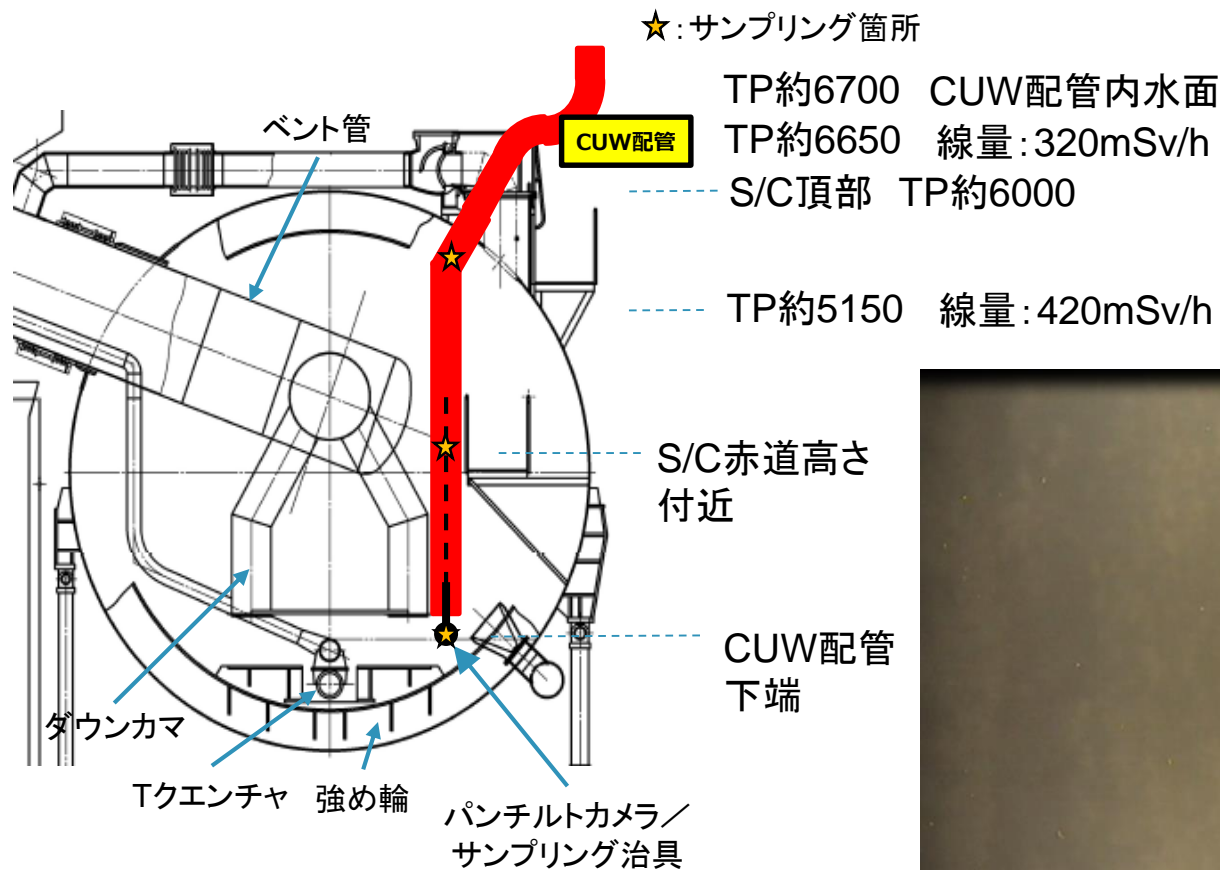 ☆:サンプリング箇所
TP約6700 CUW配管内水面
TP約6650 線量:320mSv/h
S/C頂部 TP約6000
TP約5150 線量:420mSv/h
ベント管
CUW配管
S/C赤道高さ
付近
CUW配管
下端
ダウンカマ
Tクエンチャ
強め輪
パンチルトカメラ/
サンプリング治具